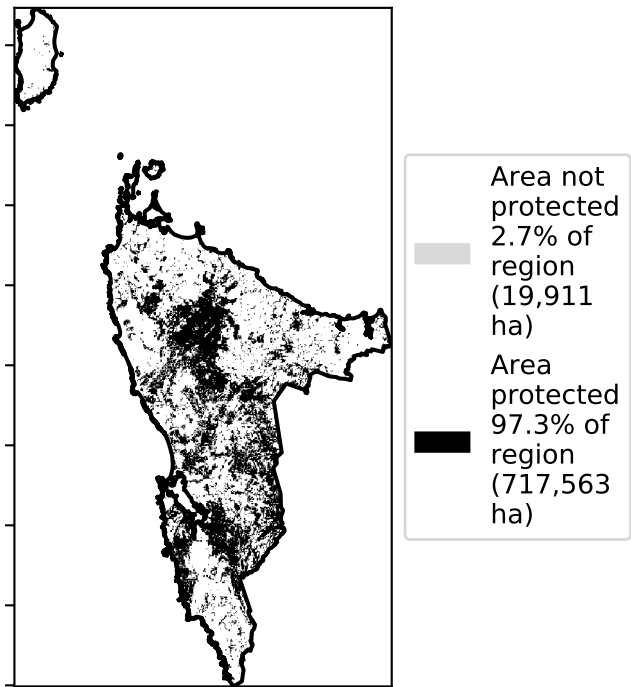 Area not
protected
2.7% of
region
(19,911
ha)
Area
protected
97.3% of
region
(717,563
ha)